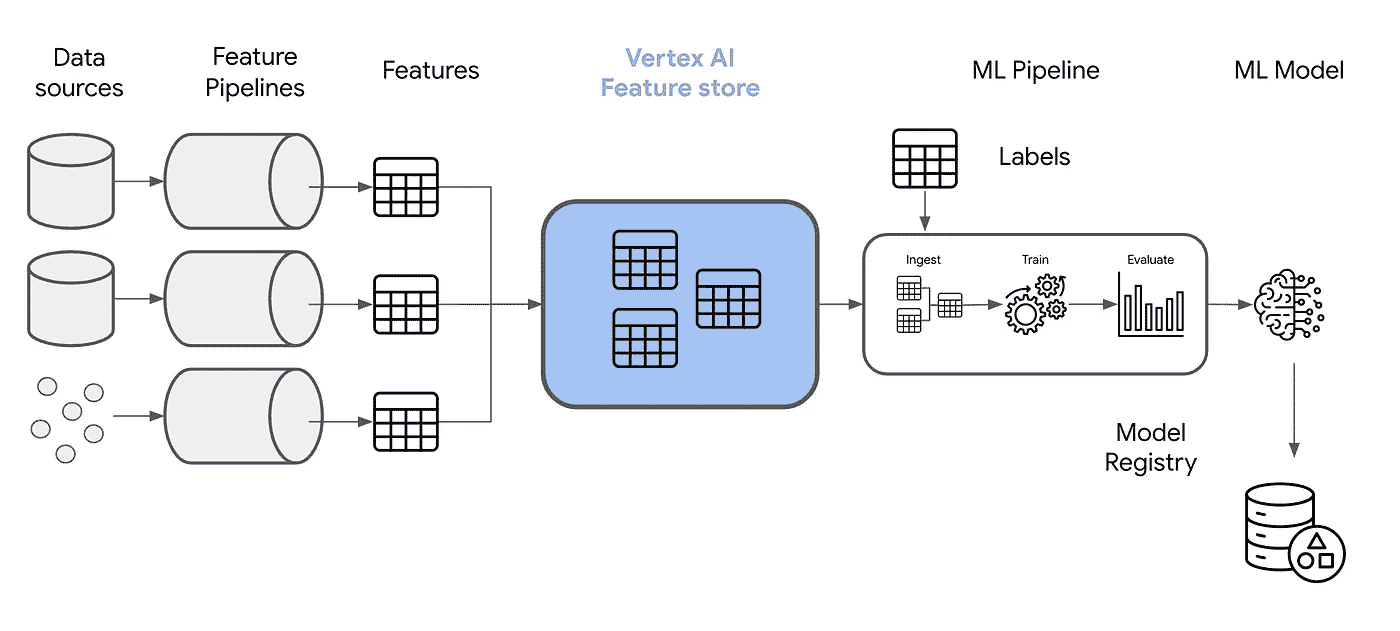 Data
sources
Feature
Pipelines
Features
Vertex AI
Feature store
ML Pipeline
ML Model
Labels
Ingest
Train
Evaluate
Model
Registry